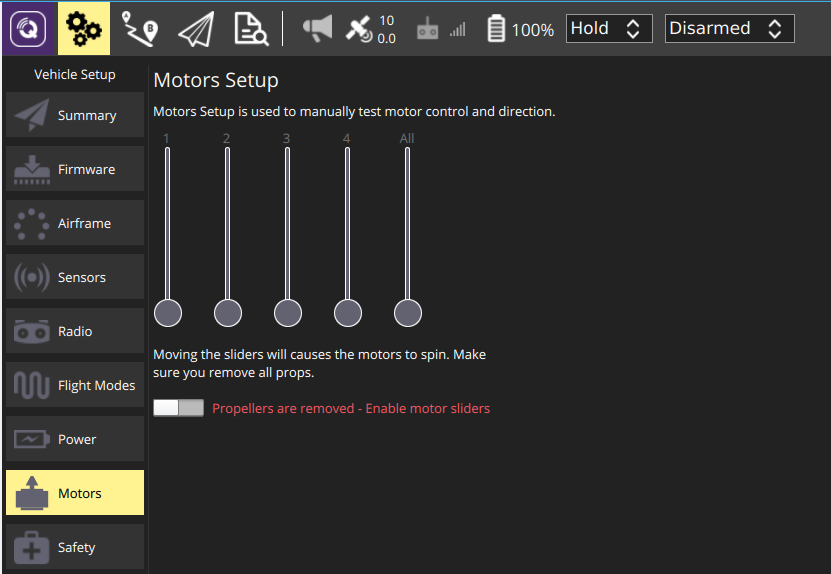 10
0.0
100%
Hold
Disarmed
B
Vehicle Setup
Summary
Firmware
Airframe
Sensors
Radio
Flight Modes
Power
Motors
Safety
Motors Setup
Motors Setup is used to manually test motor control and direction.
1 2 3 4 All
Moving the sliders will causes the motors to spin. Make
sure you remove all props.
Propellers are removed - Enable motor sliders